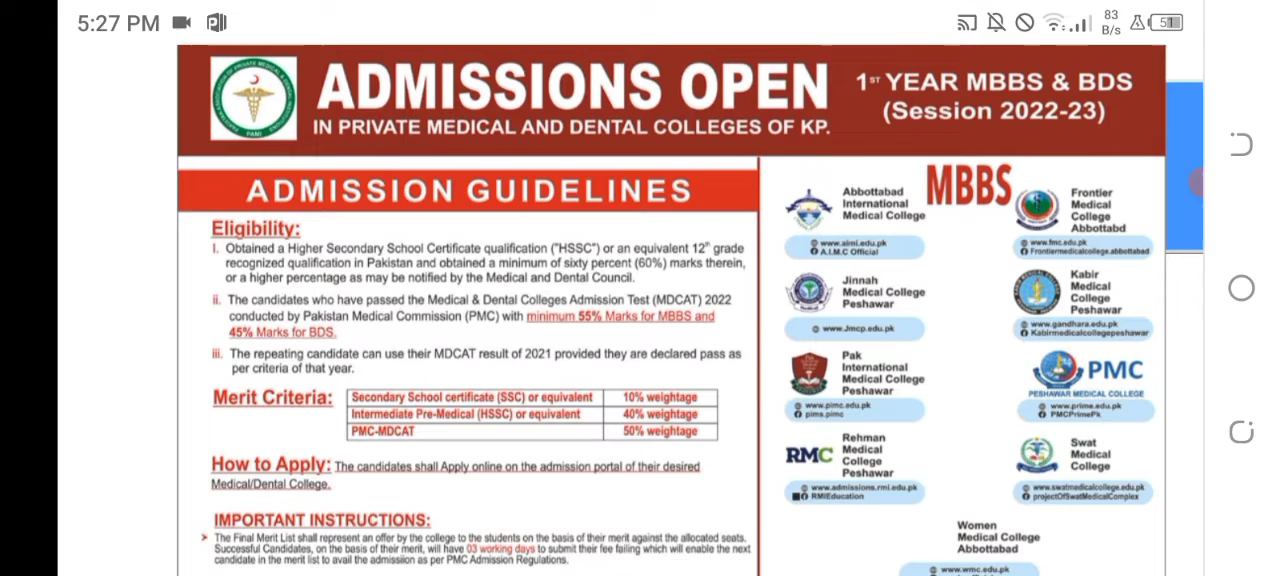 5:27 PM
83
B/s
51
ADMISSIONS OPEN
IN PRIVATE MEDICAL AND DENTAL COLLEGES OF KP.
1ST YEAR MBBS & BDS
(Session 2022-23)
PAMI
ADMISSION GUIDELINES
Eligibility:
i. Obtained a Higher Secondary School Certificate qualification ("HSSC") or an equivalent 12th grade
recognized qualification in Pakistan and obtained a minimum of sixty percent (60%) marks therein,
or a higher percentage as may be notified by the Medical and Dental Council.
ii. The candidates who have passed the Medical & Dental Colleges Admission Test (MDCAT) 2022
conducted by Pakistan Medical Commission (PMC) with minimum 55% Marks for MBBS and
45% Marks for BDS.
iii. The repeating candidate can use their MDCAT result of 2021 provided they are declared pass as
per criteria of that year.
Merit Criteria:
Secondary School certificate (SSC) or equivalent 10% weightage
Intermediate Pre-Medical (HSSC) or equivalent 40% weightage
PMC-MDCAT 50% weightage
How to Apply: The candidates shall Apply online on the admission portal of their desired
Medical/Dental College.
IMPORTANT INSTRUCTIONS:
The Final Merit List shall represent an offer by the college to the students on the basis of their merit against the allocated seats.
Successful Candidates, on the basis of their merit, will have 03 working days to submit their fee failing which will enable the next
candidate in the merit list to avail the admission as per PMC Admission Regulations.
MBBS
Abbottabad
International
Medical College
www.aimi.edu.pk
A.I.M.C Official
Frontier
Medical
College
Abbottabd
www.fmc.edu.pk
Frontiermedicalcollege.abbottabad
Jinnah
Medical College
Peshawar
www.Jmcp.edu.pk
Kabir
Medical
College
Peshawar
www.gandhara.edu.pk
Kabirmedicalcollegepeshawar
Pak
International
Medical College
Peshawar
www.pimc.edu.pk
pims.pimc
PMC
PESHAWAR MEDICAL COLLEGE
www.prime.edu.pk
PMCPrimePk
RMC
Rehman
Medical
College
Peshawar
www.admissions.rmi.edu.pk
RMIEducation
Swat
Medical
College
www.swatmedicalcollege.edu.pk
projectOfSwatMedicalComplex
Women
Medical College
Abbottabad
www.wmc.edu.pk